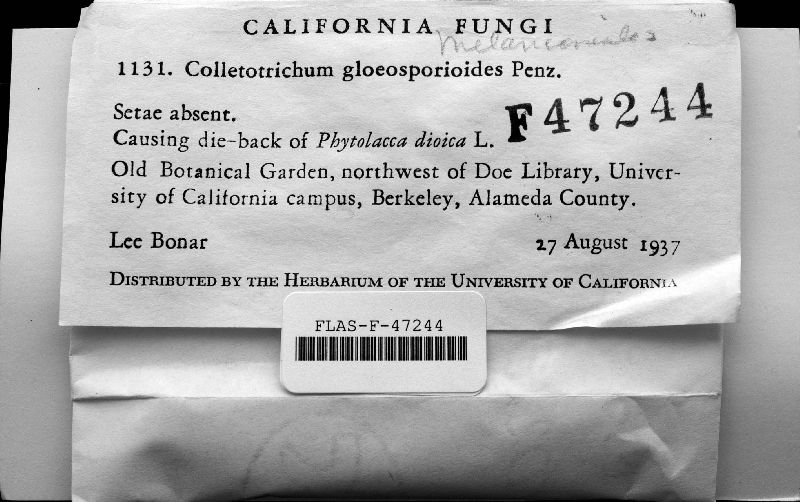 CALIFORNIA FUNGI
Melanconiales
1131. Colletotrichum gloeosporioides Penz.
Setae absent.
F47244
Causing die-back of Phytolacca dioica L.
Old Botanical Garden, northwest of Doe Library, Univer-
sity of California campus, Berkeley, Alameda County.
Lee Bonar 27 August 1937
DISTRIBUTED BY THE HERBARIUM OF THE UNIVERSITY OF CALIFORNIA
FLAS-F-47244